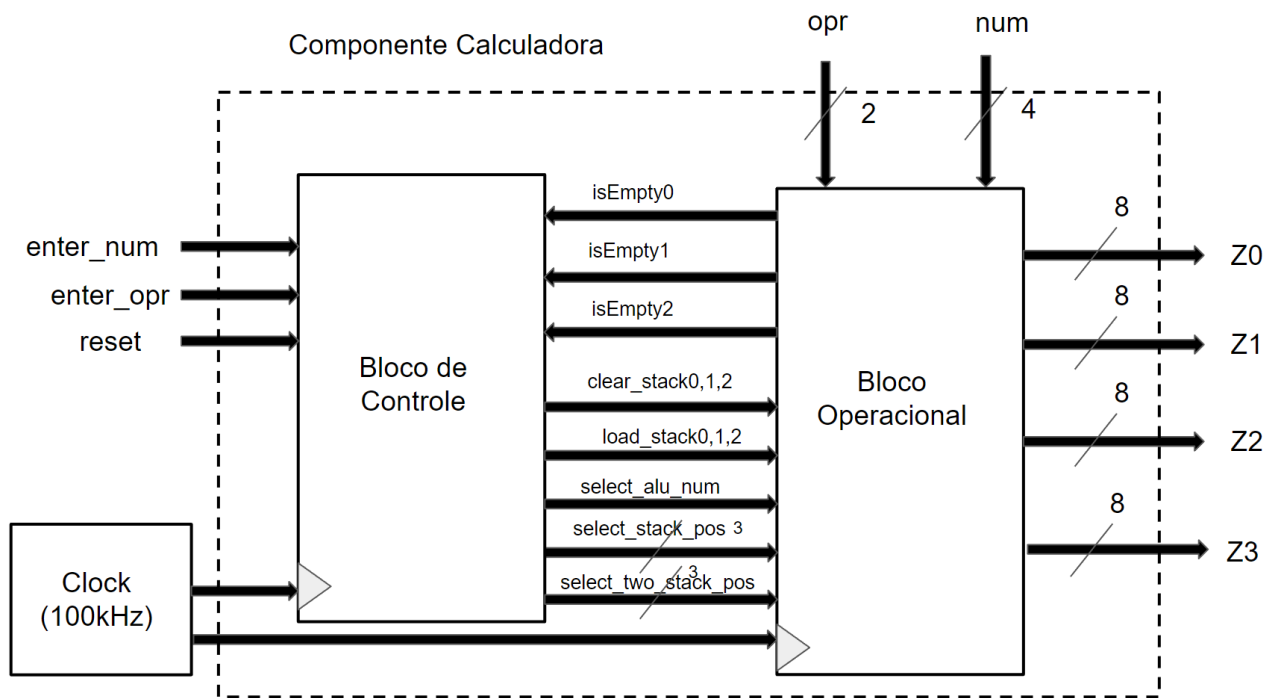 Componente Calculadora
opr
num
2
4
enter_num
enter_opr
reset
Bloco de
Controle
isEmpty0
isEmpty1
isEmpty2
clear_stack0,1,2
load_stack0,1,2
select_alu_num
select_stack_pos 3
3
select_two_stack_pos
Bloco
Operacional
8
Z0
8
Z1
8
Z2
8
Z3
Clock
(100kHz)